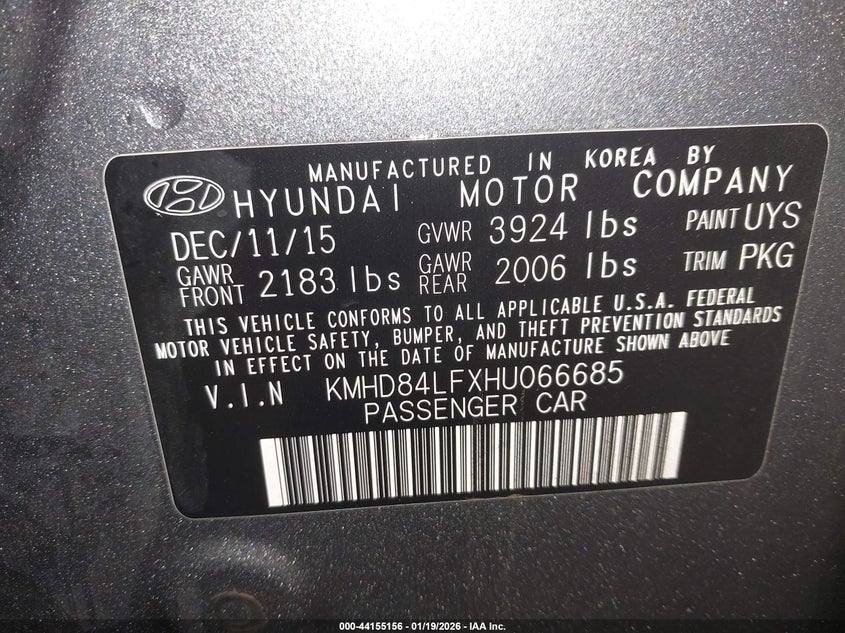 MANUFACTURED IN KOREA BY
HYUNDAI MOTOR COMPANY
DEC/11/15 GVWR 3924 lbs PAINT UYS
GAWR FRONT 2183 lbs GAWR REAR 2006 lbs TRIM PKG
THIS VEHICLE CONFORMS TO ALL APPLICABLE U.S.A. FEDERAL
MOTOR VEHICLE SAFETY, BUMPER, AND THEFT PREVENTION STANDARDS
IN EFFECT ON THE DATE OF MANUFACTURE SHOWN ABOVE
V.I.N KMHD84LFXHU066685
PASSENGER CAR
000-44155156 - 01/19/2026 - IAA Inc.